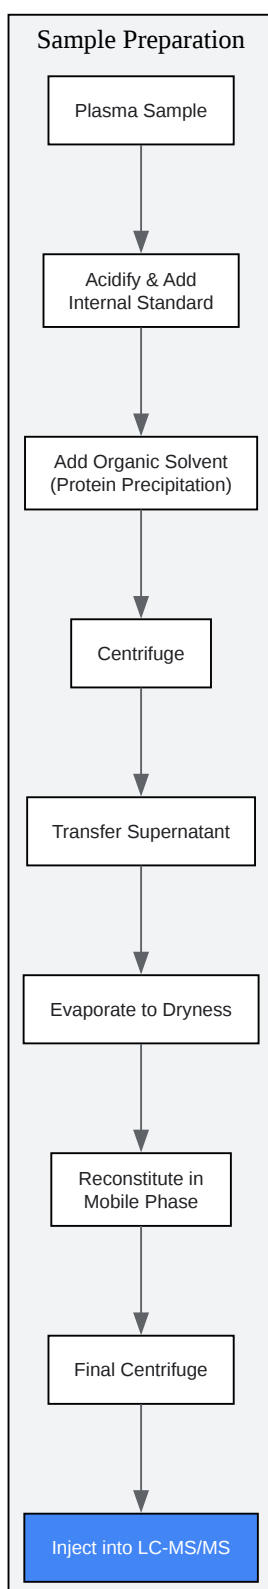 Sample Preparation
Plasma Sample
Acidify & Add
Internal Standard
Add Organic Solvent
(Protein Precipitation)
Centrifuge
Transfer Supernatant
Evaporate to Dryness
Reconstitute in
Mobile Phase
Final Centrifuge
Inject into LC-MS/MS